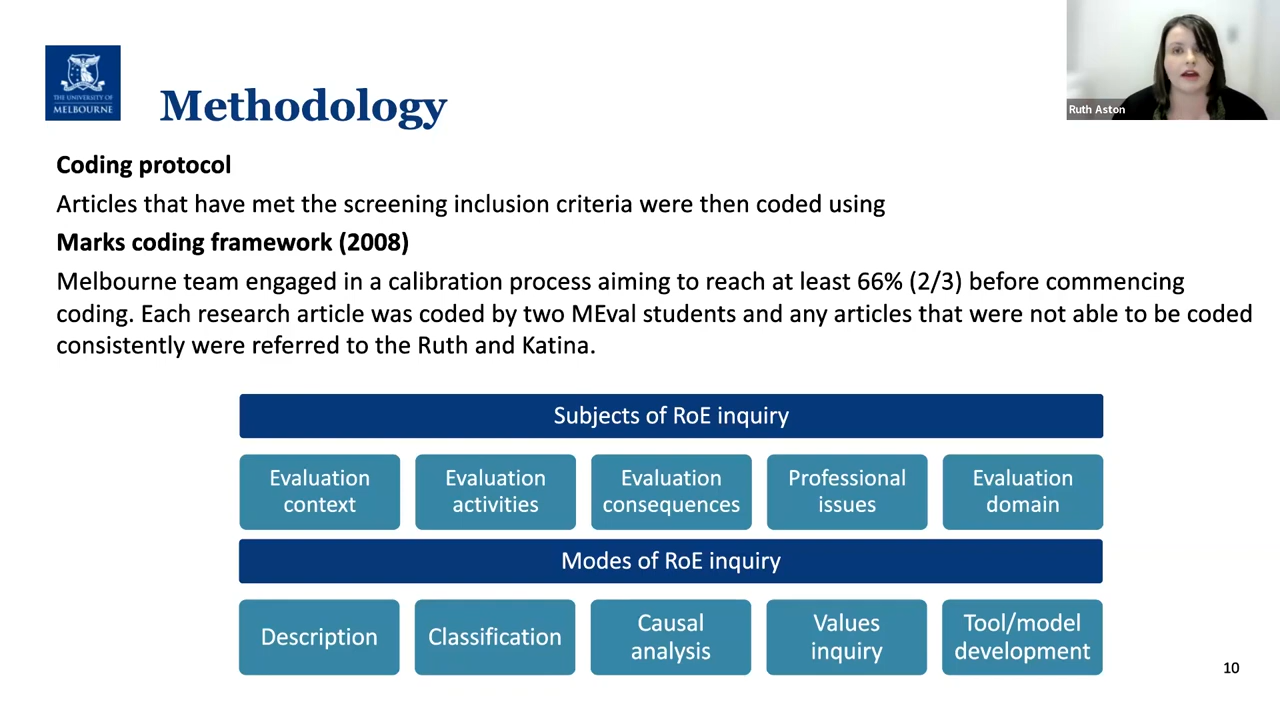 THE UNIVERSITY OF
MELBOURNE
Methodology
Ruth Aston
Coding protocol
Articles that have met the screening inclusion criteria were then coded using
Marks coding framework (2008)
Melbourne team engaged in a calibration process aiming to reach at least 66% (2/3) before commencing
coding. Each research article was coded by two MEval students and any articles that were not able to be coded
consistently were referred to the Ruth and Katina.
Subjects of RoE inquiry
Evaluation
context
Evaluation
activities
Evaluation
consequences
Professional
issues
Evaluation
domain
Modes of RoE inquiry
Description
Classification
Causal
analysis
Values
inquiry
Tool/model
development
10